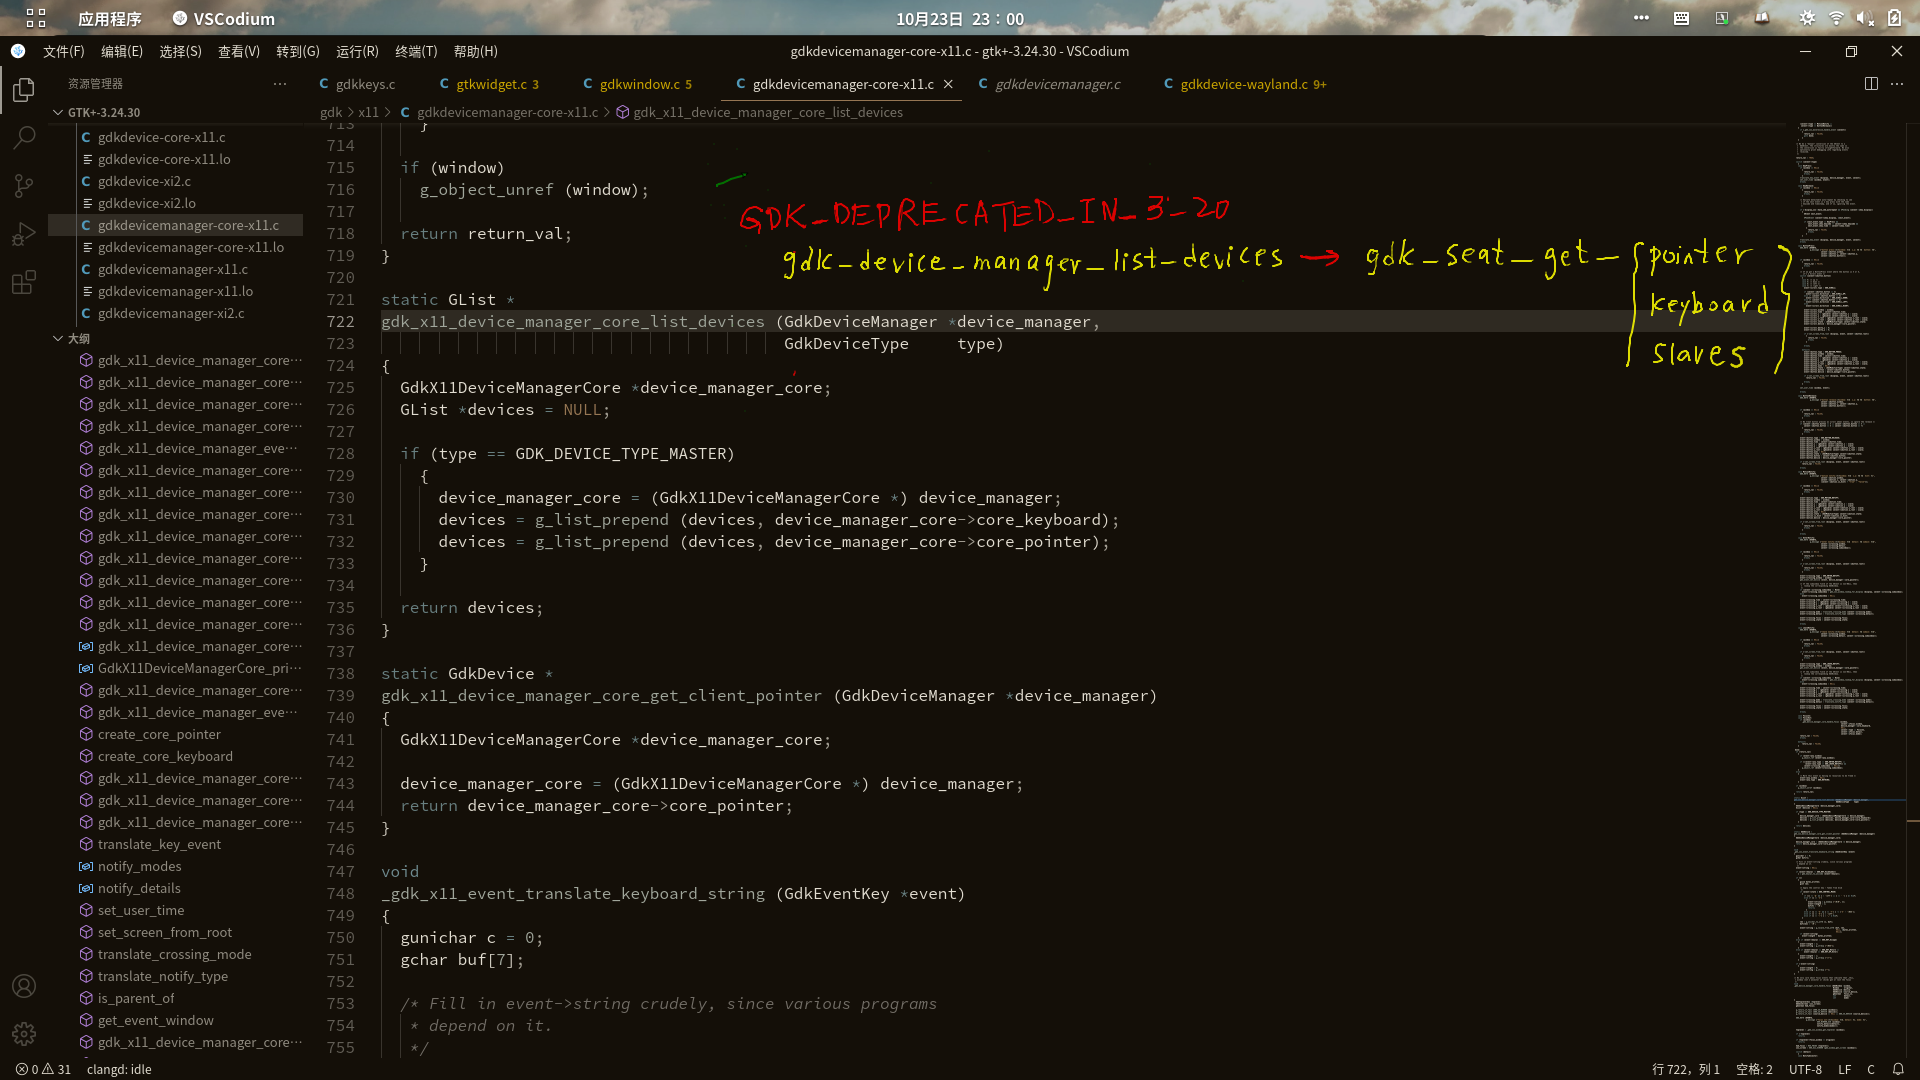 应用程序 VSCodium 10月23日 23：00
文件(F) 编辑(E) 选择(S) 查看(V) 转到(G) 运行(R) 终端(T) 帮助(H) gdkdevicemanager-core-x11.c - gtk+-3.24.30 - VSCodium
资源管理器 ···
gdkkeys.c gtkwidget.c 3 gdkwindow.c 5 gdkdevicemanager-core-x11.c gdkdevicemanager.c gdkdevice-wayland.c 9+
gdk > x11 > C gdkdevicemanager-core-x11.c > gdk_x11_device_manager_core_list_devices
GTK+-3.24.30
gdkdevice-core-x11.c
gdkdevice-core-x11.lo
gdkdevice-xi2.c
gdkdevice-xi2.lo
gdkdevicemanager-core-x11.c
gdkdevicemanager-core-x11.lo
gdkdevicemanager-x11.c
gdkdevicemanager-x11.lo
gdkdevicemanager-xi2.c
大纲
gdk_x11_device_manager_core···
gdk_x11_device_manager_core···
gdk_x11_device_manager_core···
gdk_x11_device_manager_core···
gdk_x11_device_manager_eve···
gdk_x11_device_manager_core···
gdk_x11_device_manager_core···
gdk_x11_device_manager_core···
gdk_x11_device_manager_core···
gdk_x11_device_manager_core···
gdk_x11_device_manager_core···
gdk_x11_device_manager_core···
gdk_x11_device_manager_core···
gdk_x11_device_manager_core···
GdkX11DeviceManagerCore_pri···
gdk_x11_device_manager_core···
gdk_x11_device_manager_eve···
create_core_pointer
create_core_keyboard
gdk_x11_device_manager_core···
gdk_x11_device_manager_core···
gdk_x11_device_manager_core···
translate_key_event
notify_modes
notify_details
set_user_time
set_screen_from_root
translate_crossing_mode
translate_notify_type
is_parent_of
get_event_window
gdk_x11_device_manager_core···
713 }
714
715 if (window)
716 g_object_unref (window);
717
718 return return_val;
719 }
720
721 static GList *
722 gdk_x11_device_manager_core_list_devices (GdkDeviceManager *device_manager,
723 GdkDeviceType type)
724 {
725 GdkX11DeviceManagerCore *device_manager_core;
726 GList *devices = NULL;
727
728 if (type == GDK_DEVICE_TYPE_MASTER)
729 {
730 device_manager_core = (GdkX11DeviceManagerCore *) device_manager;
731 devices = g_list_prepend (devices, device_manager_core->core_keyboard);
732 devices = g_list_prepend (devices, device_manager_core->core_pointer);
733 }
734
735 return devices;
736 }
737
738 static GdkDevice *
739 gdk_x11_device_manager_core_get_client_pointer (GdkDeviceManager *device_manager)
740 {
741 GdkX11DeviceManagerCore *device_manager_core;
742
743 device_manager_core = (GdkX11DeviceManagerCore *) device_manager;
744 return device_manager_core->core_pointer;
745 }
746
747 void
748 _gdk_x11_event_translate_keyboard_string (GdkEventKey *event)
749 {
750 gunichar c = 0;
751 gchar buf[7];
752
753 /* Fill in event->string crudely, since various programs
754 * depend on it.
755 */
GDK_DEPRECATED_IN_3_20
gdk_device_manager_list_devices → gdk_seat_get_ { pointer
keyboard
slaves }
0 31 clangd: idle 行 722，列 1 空格: 2 UTF-8 LF C